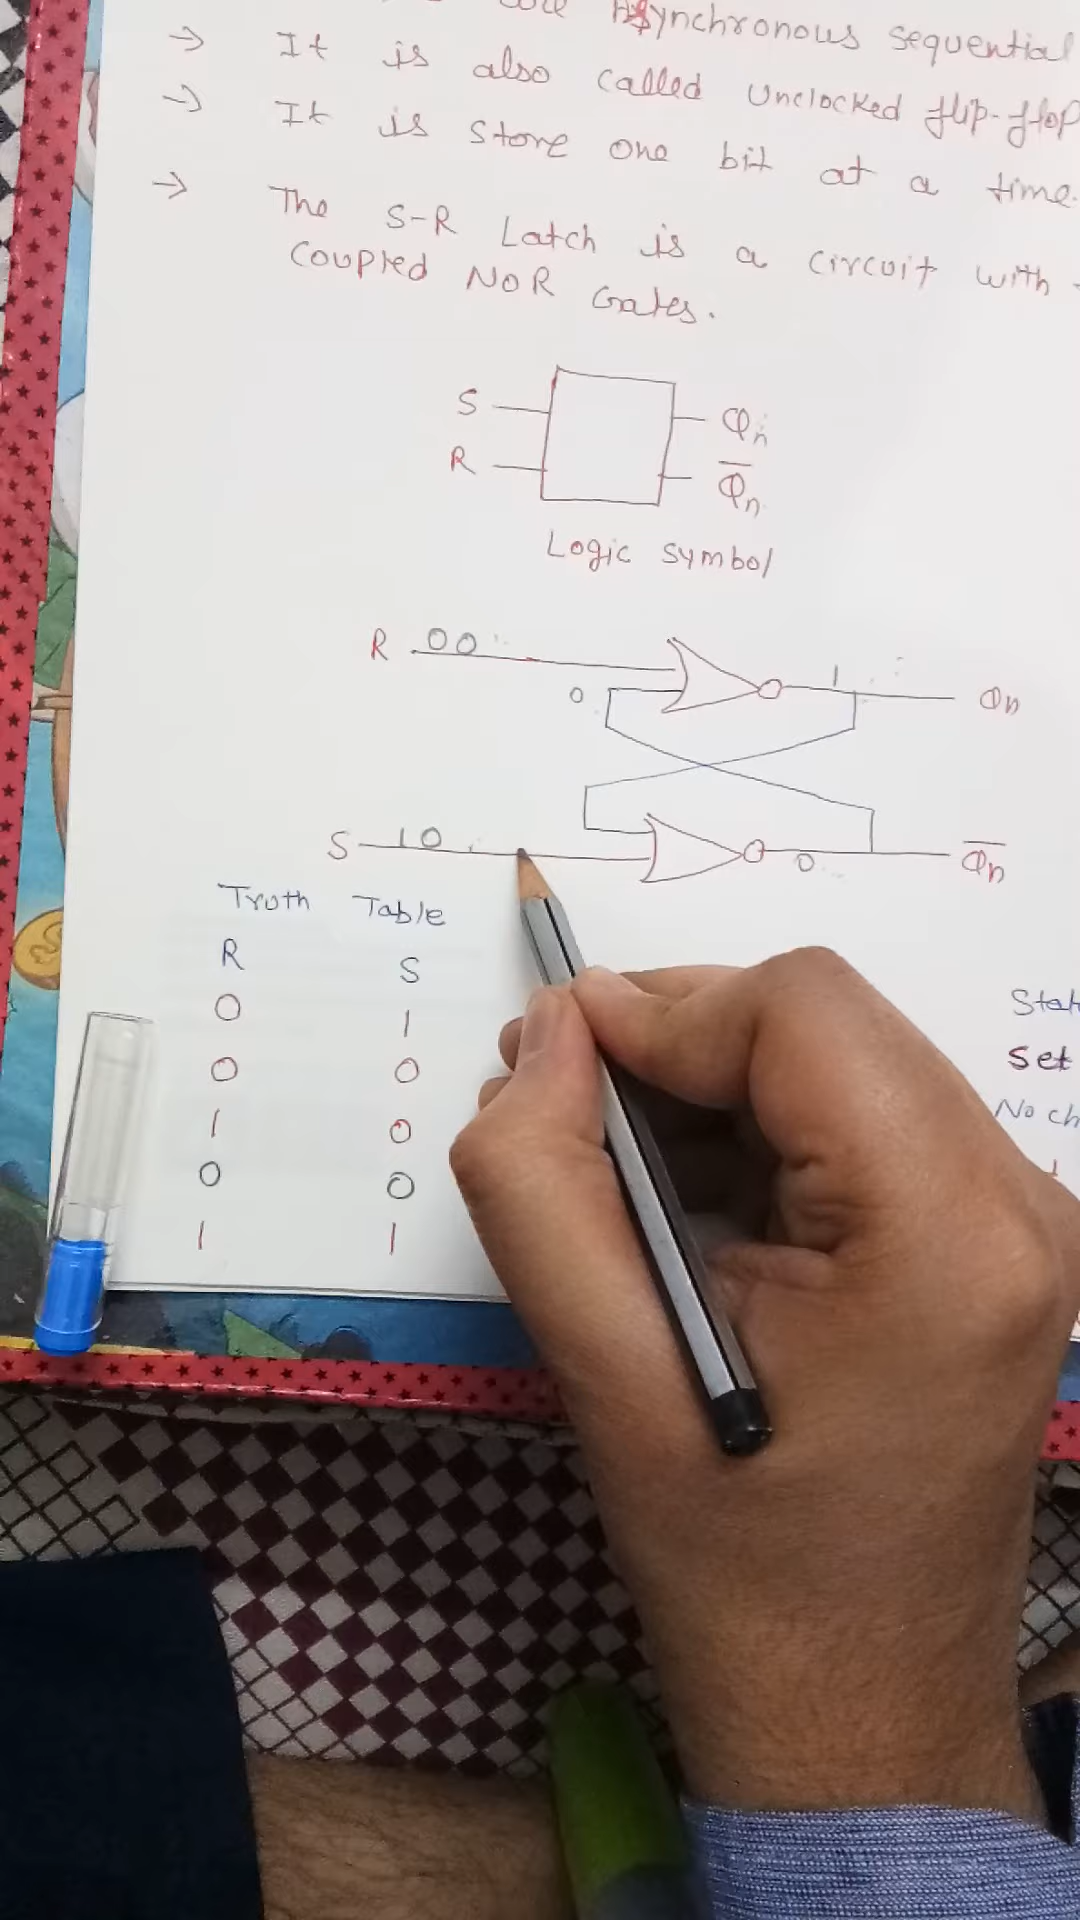 Asynchronous sequential
→ It is also called Unclocked flip-flop
→ It is store one bit at a time.
→ The S-R Latch is a circuit with
Coupled NOR Gates.
S Qn
R Q̅n
Logic symbol
R 00 1 Qn
0
S 10 0 Q̅n
Truth Table
R S
0 1
Set
0 0
No ch
1 0
0 0
1 1